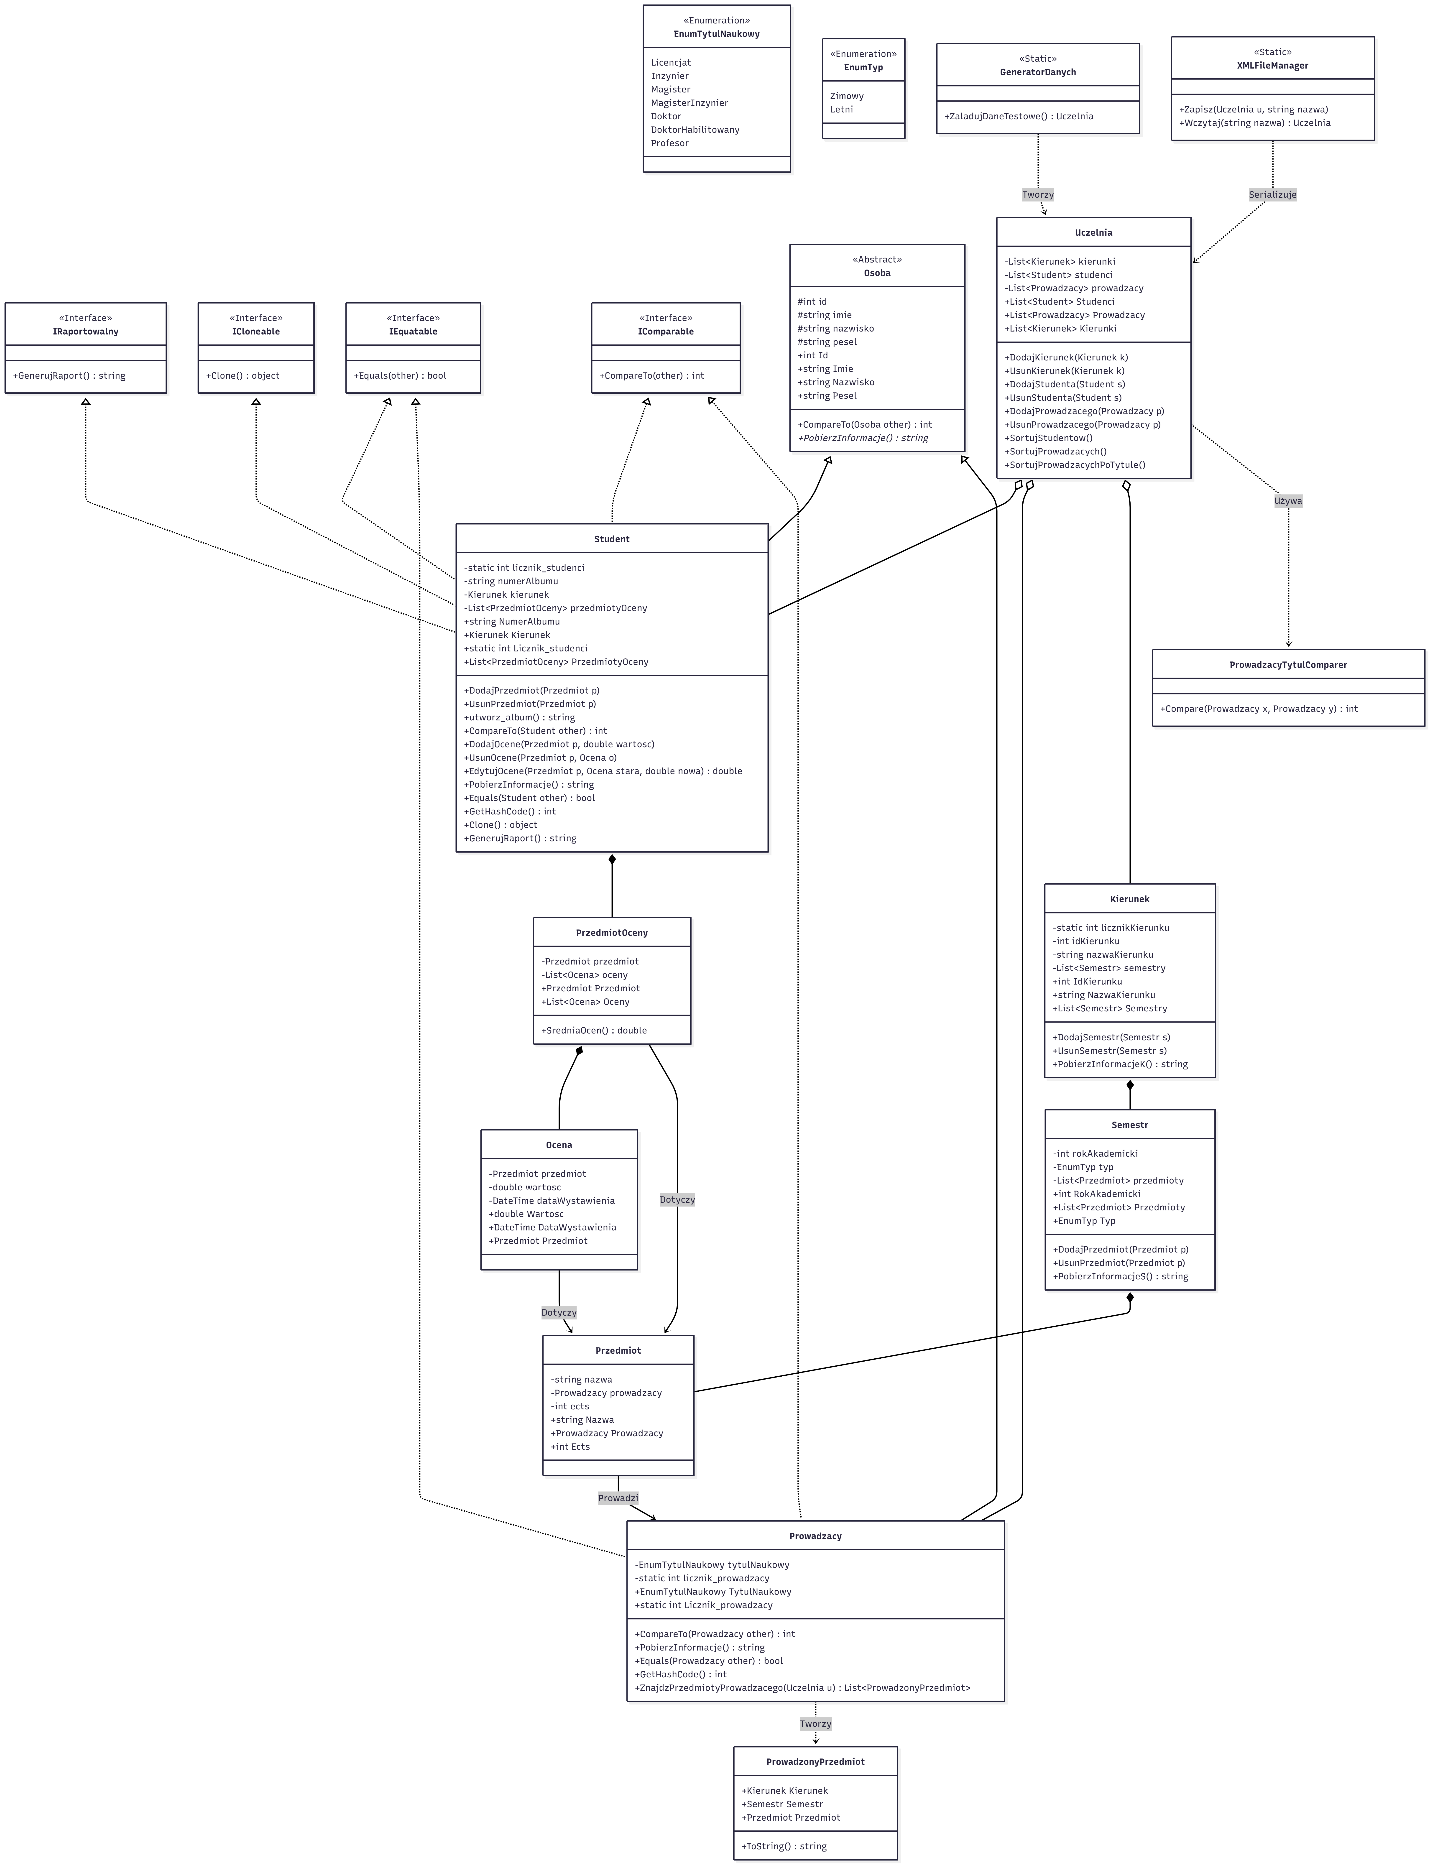 «Enumeration»
EnumTytulNaukowy
Licencjat
Inzynier
Magister
MagisterInzynier
Doktor
DoktorHabilitowany
Profesor
«Enumeration»
EnumTyp
Zimowy
Letni
«Static»
GeneratorDanych
+ZaladujDaneTestowe() : Uczelnia
«Static»
XMLFileManager
+Zapisz(Uczelnia u, string nazwa)
+Wczytaj(string nazwa) : Uczelnia
Tworzy
Serializuje
Uczelnia
-List<Kierunek> kierunki
-List<Student> studenci
-List<Prowadzacy> prowadzacy
+List<Student> Studenci
+List<Prowadzacy> Prowadzacy
+List<Kierunek> Kierunki
+DodajKierunek(Kierunek k)
+UsunKierunek(Kierunek k)
+DodajStudenta(Student s)
+UsunStudenta(Student s)
+DodajProwadzacego(Prowadzacy p)
+UsunProwadzacego(Prowadzacy p)
+SortujStudentow()
+SortujProwadzacych()
+SortujProwadzacychPoTytule()
«Abstract»
Osoba
#int id
#string imie
#string nazwisko
#string pesel
+int Id
+string Imie
+string Nazwisko
+string Pesel
+CompareTo(Osoba other) : int
+PobierzInformacje() : string
«Interface»
IRaportowalny
+GenerujRaport() : string
«Interface»
ICloneable
+Clone() : object
«Interface»
IEquatable
+Equals(other) : bool
«Interface»
IComparable
+CompareTo(other) : int
Używa
Student
-static int licznik_studenci
-string numerAlbumu
-Kierunek kierunek
-List<PrzedmiotOceny> przedmiotyOceny
+string NumerAlbumu
+Kierunek Kierunek
+static int Licznik_studenci
+List<PrzedmiotOceny> PrzedmiotyOceny
+DodajPrzedmiot(Przedmiot p)
+UsunPrzedmiot(Przedmiot p)
+utworz_album() : string
+CompareTo(Student other) : int
+DodajOcene(Przedmiot p, double wartosc)
+UsunOcene(Przedmiot p, Ocena o)
+EdytujOcene(Przedmiot p, Ocena stara, double nowa) : double
+PobierzInformacje() : string
+Equals(Student other) : bool
+GetHashCode() : int
+Clone() : object
+GenerujRaport() : string
ProwadzacyTytulComparer
+Compare(Prowadzacy x, Prowadzacy y) : int
Kierunek
-static int licznikKierunku
-int idKierunku
-string nazwaKierunku
-List<Semestr> semestry
+int IdKierunku
+string NazwaKierunku
+List<Semestr> Semestry
+DodajSemestr(Semestr s)
+UsunSemestr(Semestr s)
+PobierzInformacjeK() : string
PrzedmiotOceny
-Przedmiot przedmiot
-List<Ocena> oceny
+Przedmiot Przedmiot
+List<Ocena> Oceny
+SredniaOcen() : double
Semestr
-int rokAkademicki
-EnumTyp typ
-List<Przedmiot> przedmioty
+int RokAkademicki
+List<Przedmiot> Przedmioty
+EnumTyp Typ
+DodajPrzedmiot(Przedmiot p)
+UsunPrzedmiot(Przedmiot p)
+PobierzInformacjeS() : string
Ocena
-Przedmiot przedmiot
-double wartosc
-DateTime dataWystawienia
+double Wartosc
+DateTime DataWystawienia
+Przedmiot Przedmiot
Dotyczy
Dotyczy
Przedmiot
-string nazwa
-Prowadzacy prowadzacy
-int ects
+string Nazwa
+Prowadzacy Prowadzacy
+int Ects
Prowadzi
Prowadzacy
-EnumTytulNaukowy tytulNaukowy
-static int licznik_prowadzacy
+EnumTytulNaukowy TytulNaukowy
+static int Licznik_prowadzacy
+CompareTo(Prowadzacy other) : int
+PobierzInformacje() : string
+Equals(Prowadzacy other) : bool
+GetHashCode() : int
+ZnajdzPrzedmiotyProwadzacego(Uczelnia u) : List<ProwadzonyPrzedmiot>
Tworzy
ProwadzonyPrzedmiot
+Kierunek Kierunek
+Semestr Semestr
+Przedmiot Przedmiot
+ToString() : string